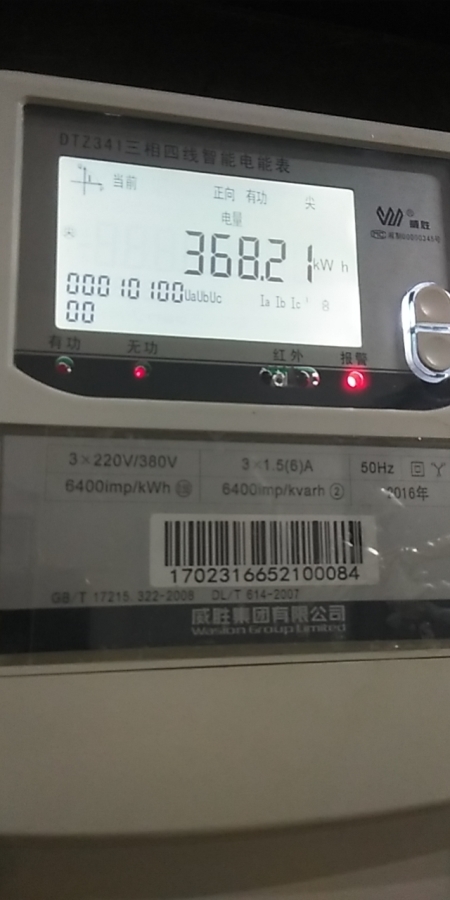 DTZ341三相四线智能电能表
当前 正向 有功 尖
电量
368.21 kW h
00010100 UaUbUc Ia Ib Ic
00
威胜®
有功 无功 红外 报警
3×220V/380V 3×1.5(6)A 50Hz
6400imp/kWh 6400imp/kvarh ② 2016年
1702316652100084
GB/T 17215.322-2008 DL/T 614-2007
威胜集团有限公司
Wasion Group Limited